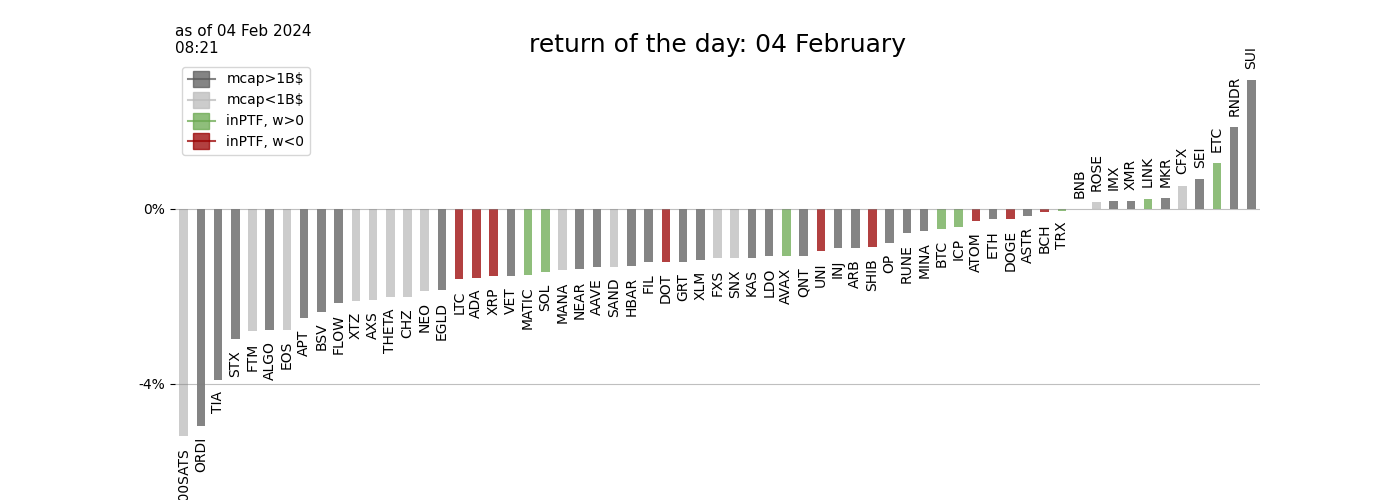 as of 04 Feb 2024
08:21
return of the day: 04 February
mcap>1B$
mcap<1B$
inPTF, w>0
inPTF, w<0
0%
-4%
00SATS
ORDI
TIA
STX
FTM
ALGO
EOS
APT
BSV
FLOW
XTZ
AXS
THETA
CHZ
NEO
EGLD
LTC
ADA
XRP
VET
MATIC
SOL
MANA
NEAR
AAVE
SAND
HBAR
FIL
DOT
GRT
XLM
FXS
SNX
KAS
LDO
AVAX
QNT
UNI
INJ
ARB
SHIB
OP
RUNE
MINA
BTC
ICP
ATOM
ETH
DOGE
ASTR
BCH
TRX
BNB
ROSE
IMX
XMR
LINK
MKR
CFX
SEI
ETC
RNDR
SUI